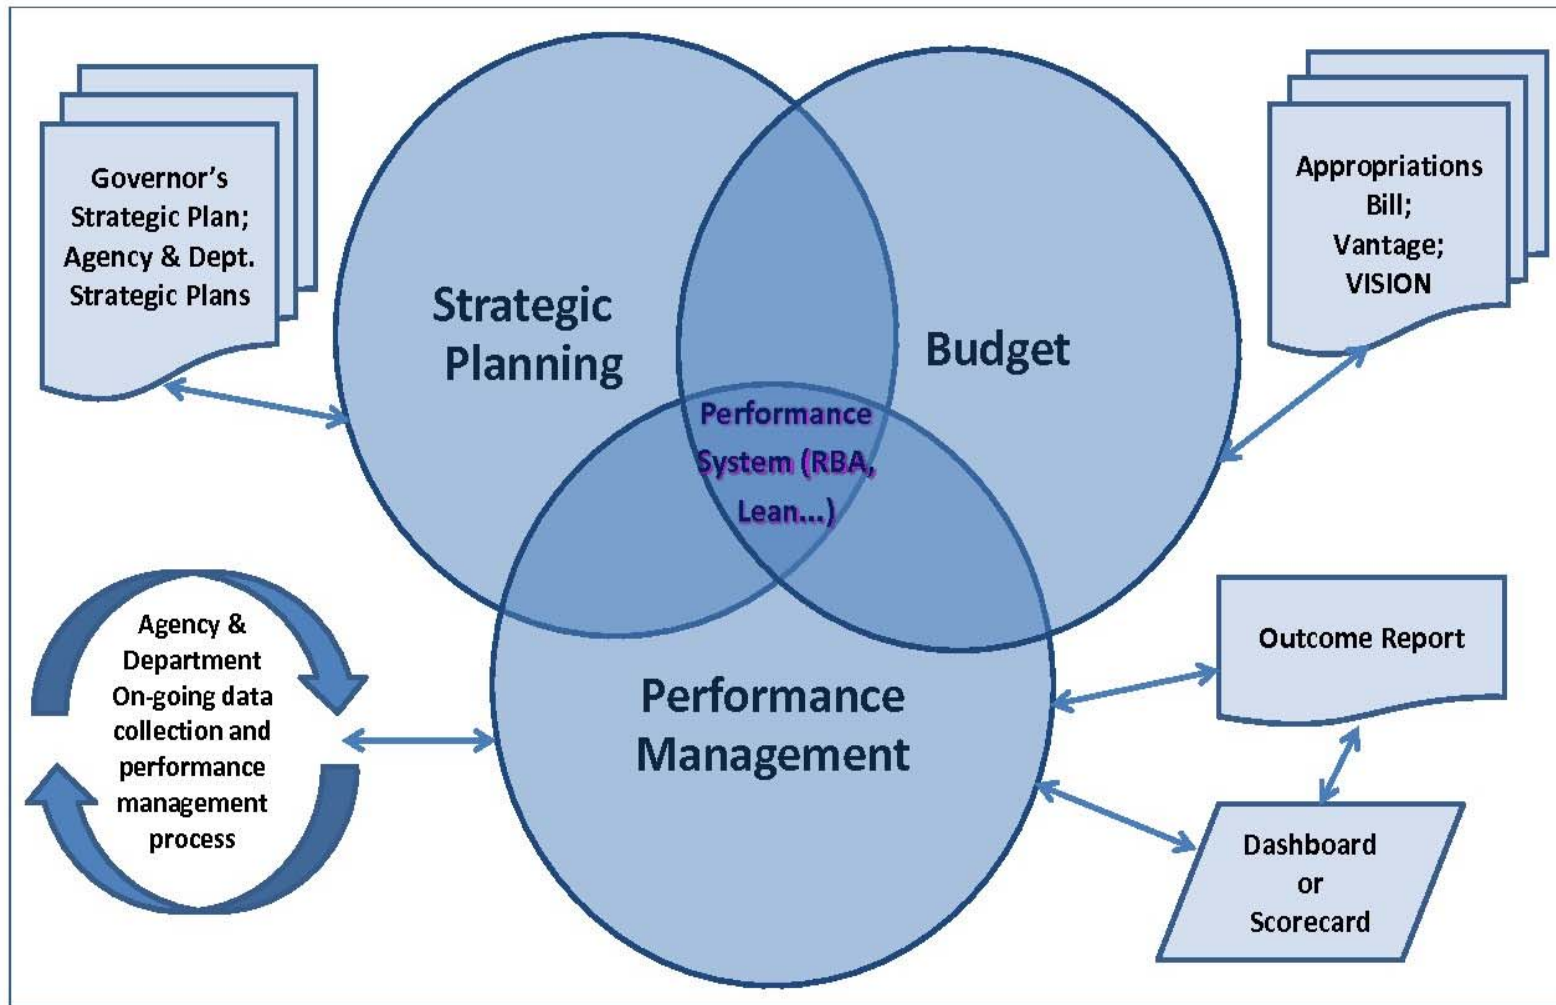 Governor's
Strategic Plan;
Agency & Dept.
Strategic Plans
Strategic
Planning
Budget
Appropriations
Bill;
Vantage;
VISION
Performance
System (RBA,
Lean...)
Agency &
Department
On-going data
collection and
performance
management
process
Performance
Management
Outcome Report
Dashboard
or
Scorecard